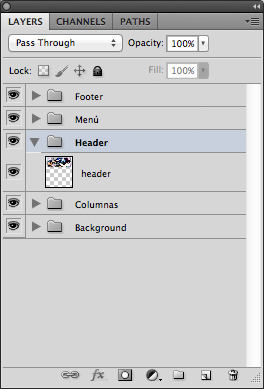 LAYERS CHANNELS PATHS
Pass Through Opacity: 100%
Lock: Fill: 100%
Footer
Menú
Header
header
Columnas
Background
fx